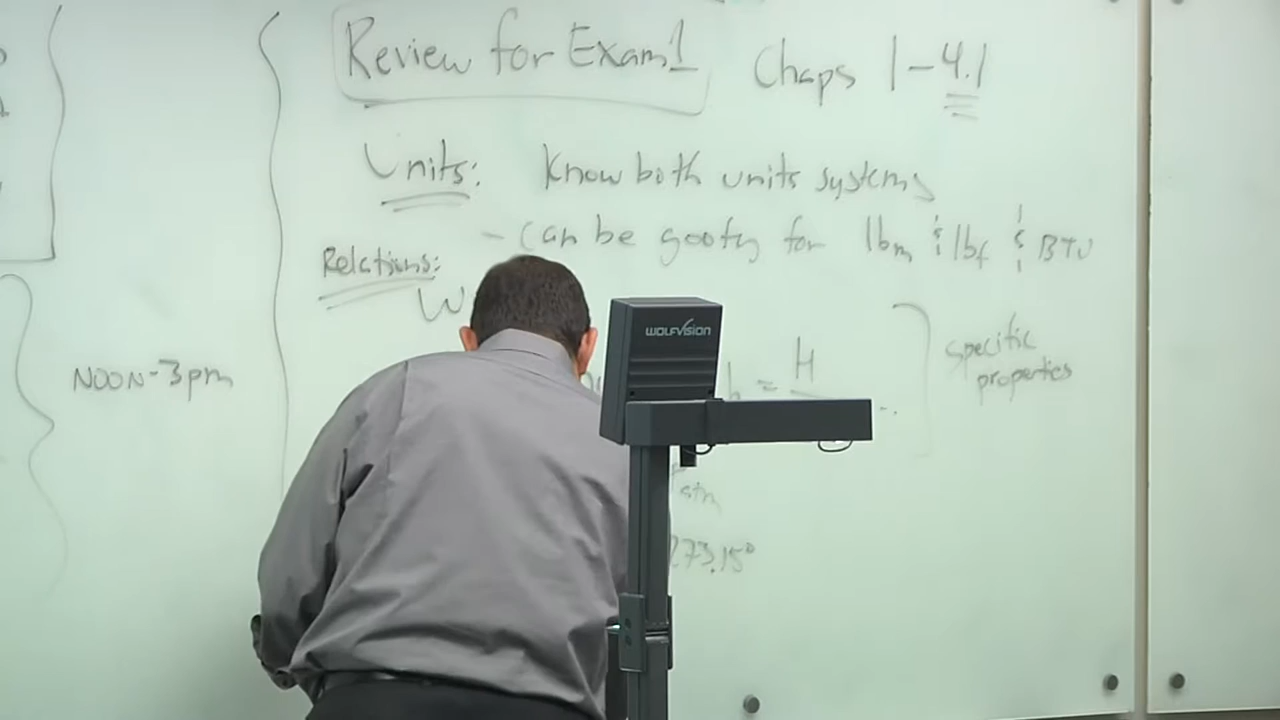 Review for Exam 1 Chaps 1-4.1
Units: Know both units systems
- can be goofy for lbm & lbf & BTU
Relations:
W
NOON-3pm
h = H
specific
properties
atm
273.15°
WOLFVISION